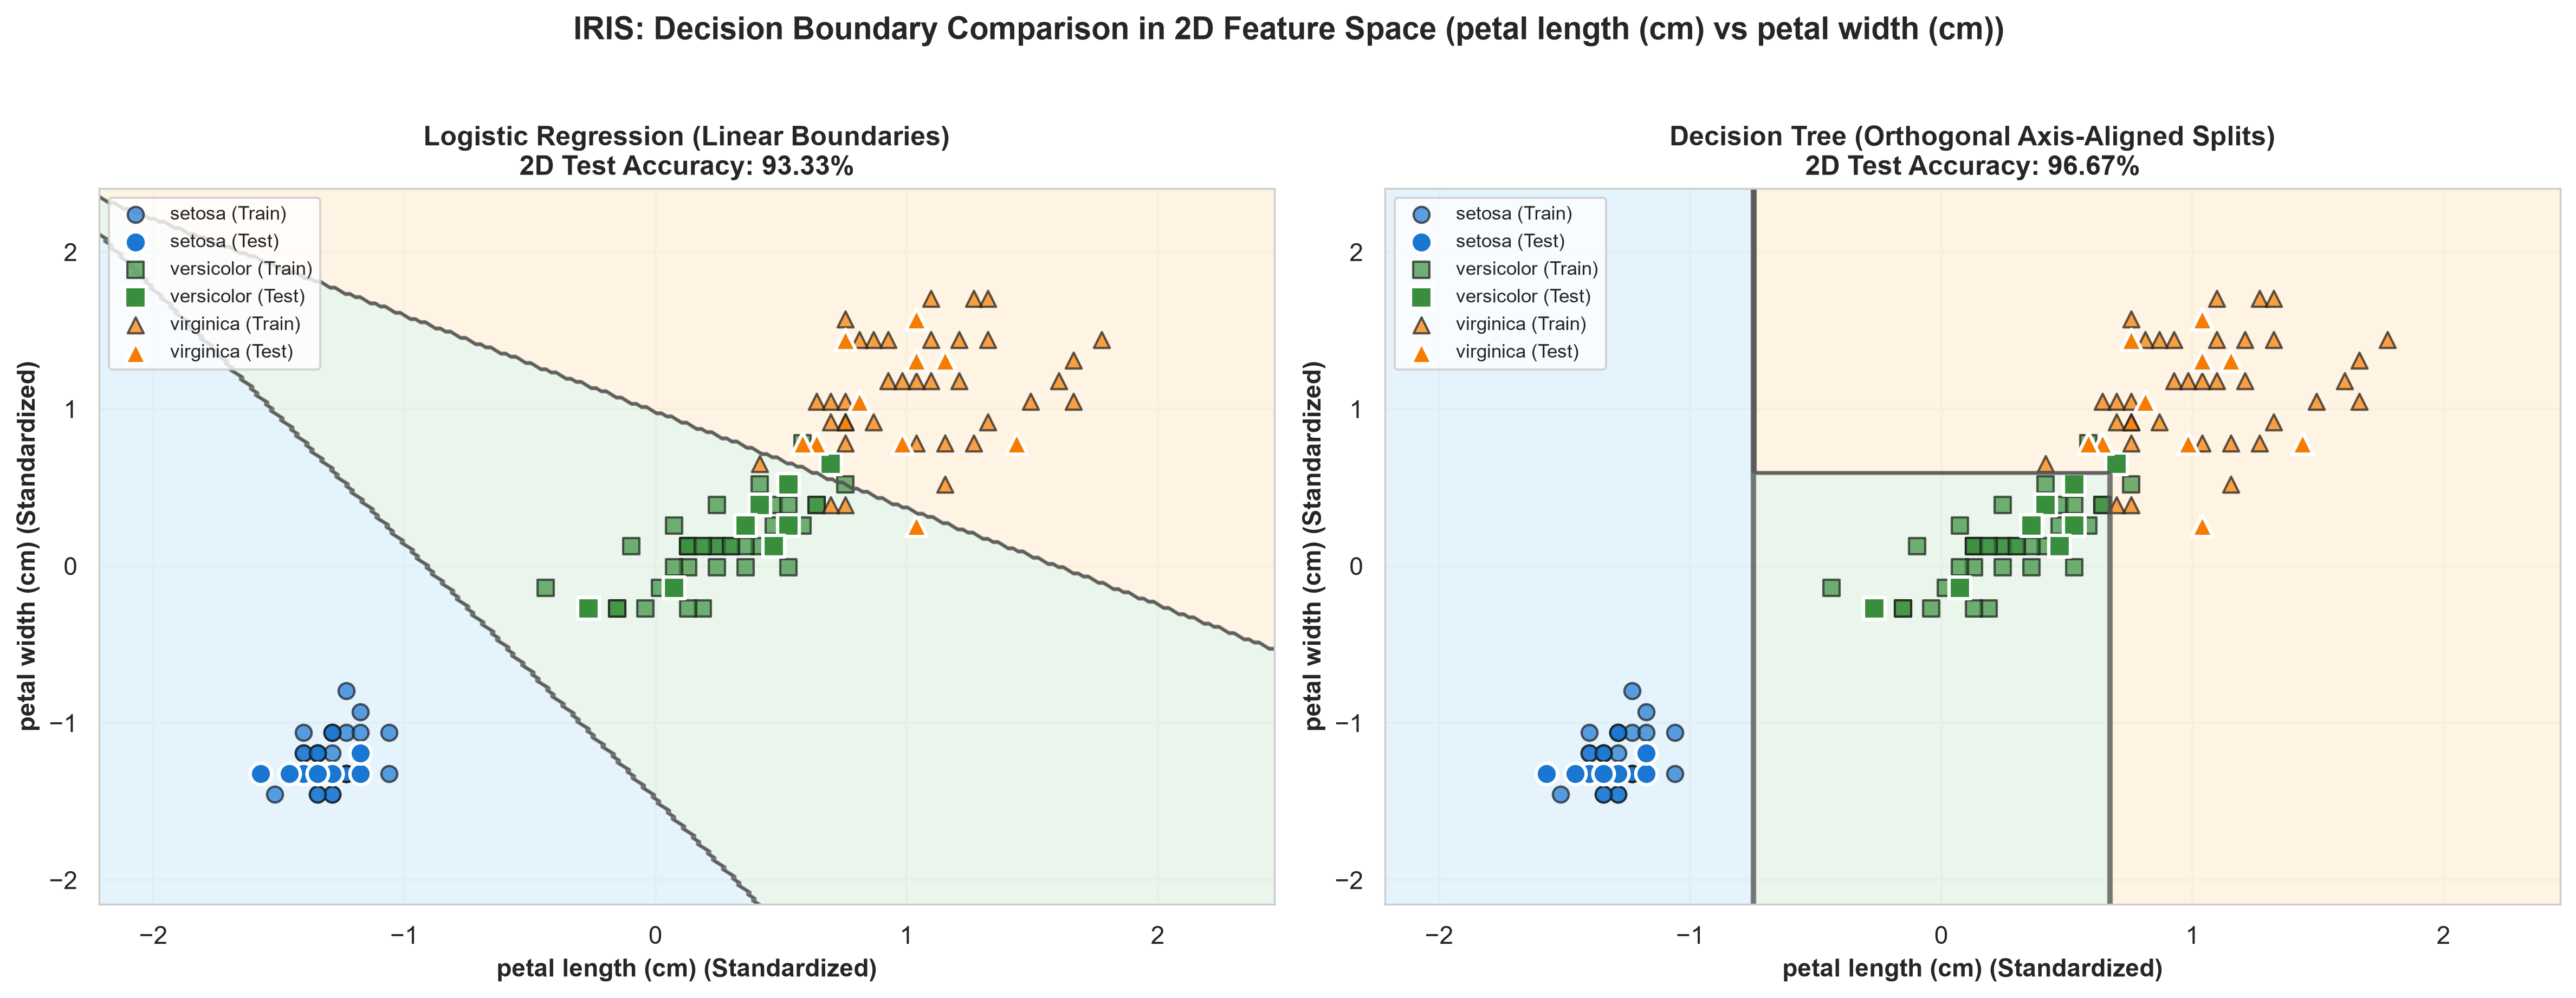 IRIS: Decision Boundary Comparison in 2D Feature Space (petal length (cm) vs petal width (cm))
Logistic Regression (Linear Boundaries)
2D Test Accuracy: 93.33%
setosa (Train)
setosa (Test)
versicolor (Train)
versicolor (Test)
virginica (Train)
virginica (Test)
2
1
0
−1
−2
petal width (cm) (Standardized)
−2
−1
0
1
2
petal length (cm) (Standardized)
Decision Tree (Orthogonal Axis-Aligned Splits)
2D Test Accuracy: 96.67%
setosa (Train)
setosa (Test)
versicolor (Train)
versicolor (Test)
virginica (Train)
virginica (Test)
2
1
0
−1
−2
petal width (cm) (Standardized)
−2
−1
0
1
2
petal length (cm) (Standardized)